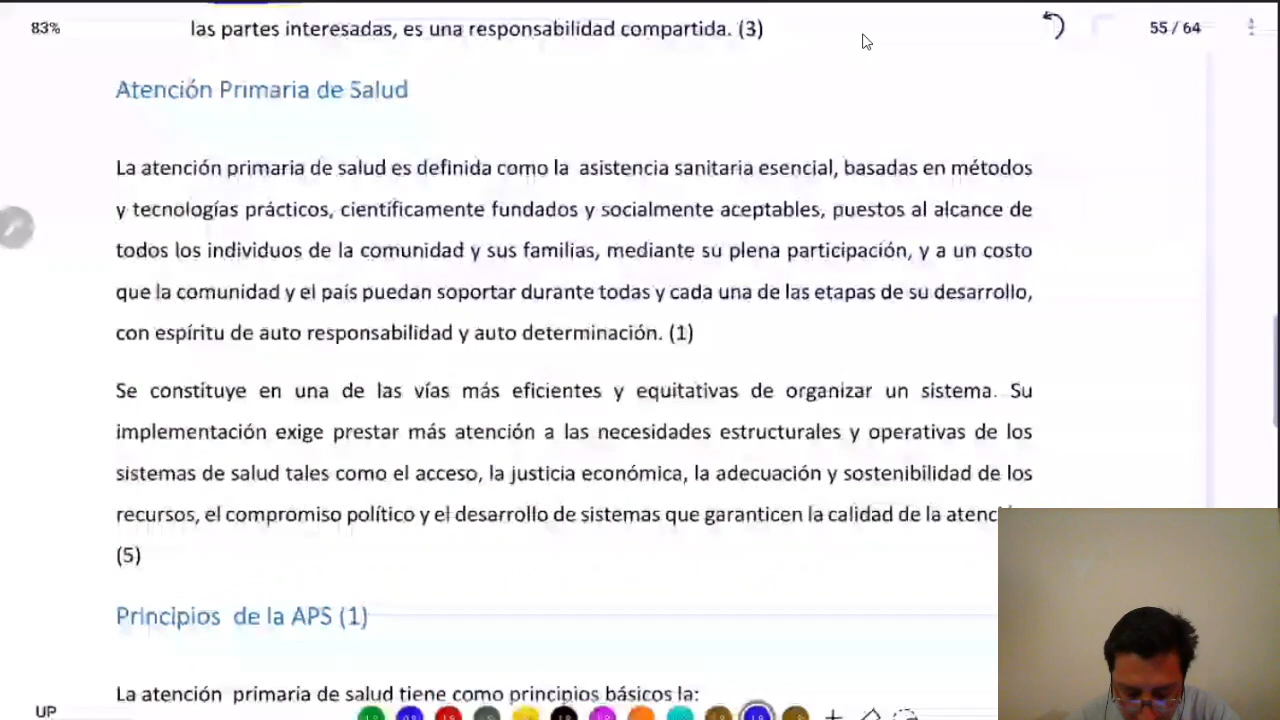 83%
las partes interesadas, es una responsabilidad compartida. (3)
55 / 64
Atención Primaria de Salud
La atención primaria de salud es definida como la asistencia sanitaria esencial, basadas en métodos
y tecnologías prácticos, científicamente fundados y socialmente aceptables, puestos al alcance de
todos los individuos de la comunidad y sus familias, mediante su plena participación, y a un costo
que la comunidad y el país puedan soportar durante todas y cada una de las etapas de su desarrollo,
con espíritu de auto responsabilidad y auto determinación. (1)
Se constituye en una de las vías más eficientes y equitativas de organizar un sistema. Su
implementación exige prestar más atención a las necesidades estructurales y operativas de los
sistemas de salud tales como el acceso, la justicia económica, la adecuación y sostenibilidad de los
recursos, el compromiso político y el desarrollo de sistemas que garanticen la calidad de la
(5)
Principios de la APS (1)
La atención primaria de salud tiene como principios básicos la:
UP